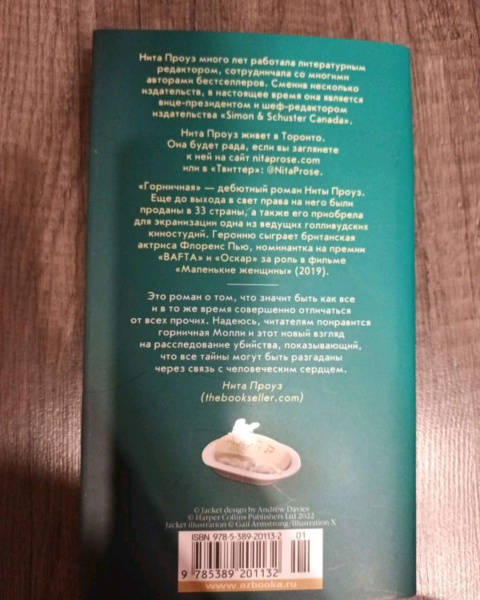 Нита Проуз много лет работала литературным
редактором, сотрудничала со многими
авторами бестселлеров. Сменив несколько
издательств, в настоящее время она является
вице-президентом и шеф-редактором
издательства «Simon & Schuster Canada».
Нита Проуз живет в Торонто.
Она будет рада, если вы заглянете
к ней на сайт nitaprose.com
или в «Твиттер»: @NitaProse.
«Горничная» — дебютный роман Ниты Проуз.
Еще до выхода в свет права на него были
проданы в 33 страны, а также его приобрела
для экранизации одна из ведущих голливудских
киностудий. Героиню сыграет британская
актриса Флоренс Пью, номинантка на премии
«BAFTA» и «Оскар» за роль в фильме
«Маленькие женщины» (2019).
Это роман о том, что значит быть как все
и в то же время совершенно отличаться
от всех прочих. Надеюсь, читателям понравится
горничная Молли и этот новый взгляд
на расследование убийства, показывающий,
что все тайны могут быть разгаданы
через связь с человеческим сердцем.
Нита Проуз
(thebookseller.com)
© Jacket design by Andrew Davies
© Harper Collins Publishers Ltd 2022
Jacket illustration © Gail Armstrong/Illustration X
ISBN 978-5-389-20113-2 01
9 785389 201132
www.azbooka.ru